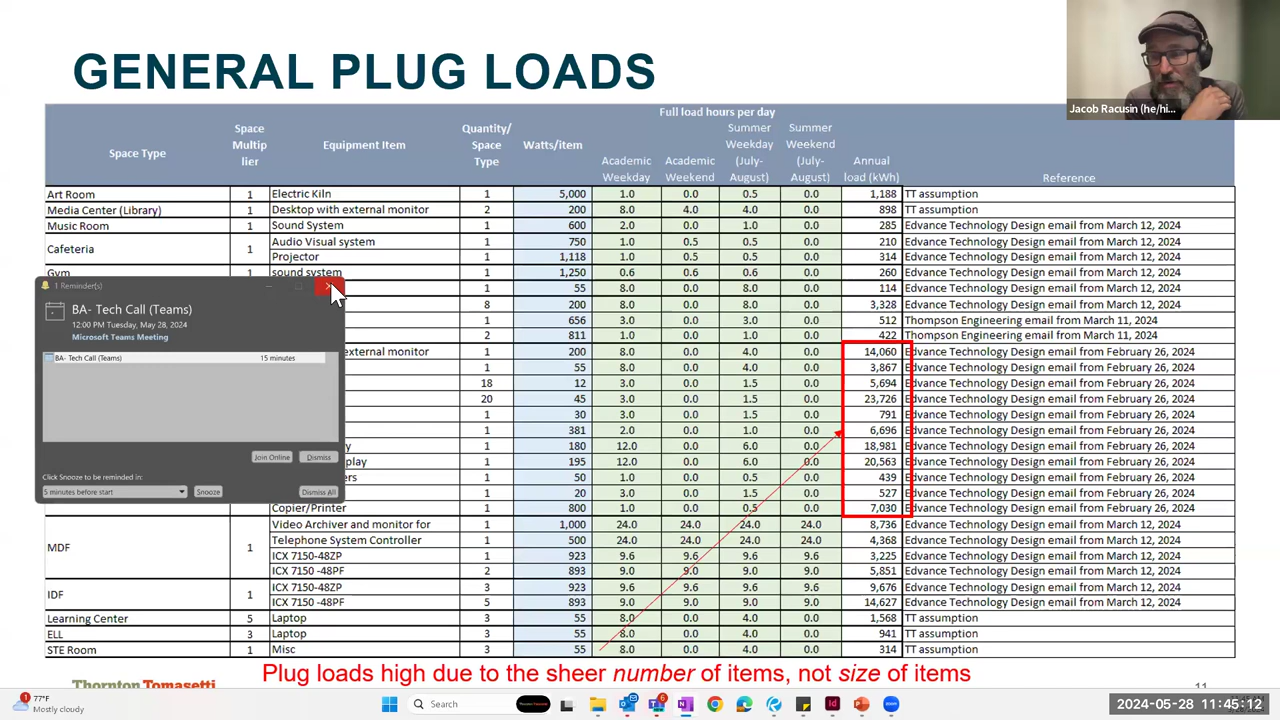 GENERAL PLUG LOADS
Jacob Racusin (he/hi...
Full load hours per day
Space Type
Space
Multip
lier
Equipment Item
Quantity/
Space
Type
Watts/item
Academic
Weekday
Academic
Weekend
Summer
Weekday
(July-
August)
Summer
Weekend
(July-
August)
Annual
load (kWh)
Reference
Art Room 1 Electric Kiln 1 5,000 1.0 0.0 0.5 0.0 1,188 TT assumption
Media Center (Library) 1 Desktop with external monitor 2 200 8.0 4.0 4.0 0.0 898 TT assumption
Music Room 1 Sound System 1 600 2.0 0.0 1.0 0.0 285 Edvance Technology Design email from March 12, 2024
Cafeteria 1 Audio Visual system 1 750 1.0 0.5 0.5 0.0 210 Edvance Technology Design email from March 12, 2024
Projector 1 1,118 1.0 0.5 0.5 0.0 314 Edvance Technology Design email from March 12, 2024
Gym 1 sound system 1 1,250 0.6 0.6 0.6 0.0 260 Edvance Technology Design email from March 12, 2024
1 55 8.0 0.0 8.0 0.0 114 Edvance Technology Design email from March 12, 2024
8 200 8.0 0.0 8.0 0.0 3,328 Edvance Technology Design email from March 12, 2024
1 656 3.0 0.0 3.0 0.0 512 Thompson Engineering email from March 11, 2024
1 811 2.0 0.0 2.0 0.0 422 Thompson Engineering email from March 11, 2024
external monitor 1 200 8.0 0.0 4.0 0.0 14,060 Edvance Technology Design email from February 26, 2024
1 55 8.0 0.0 4.0 0.0 3,867 Edvance Technology Design email from February 26, 2024
18 12 3.0 0.0 1.5 0.0 5,694 Edvance Technology Design email from February 26, 2024
20 45 3.0 0.0 1.5 0.0 23,726 Edvance Technology Design email from February 26, 2024
1 30 3.0 0.0 1.5 0.0 791 Edvance Technology Design email from February 26, 2024
1 381 2.0 0.0 1.0 0.0 6,696 Edvance Technology Design email from February 26, 2024
y 1 180 12.0 0.0 6.0 0.0 18,981 Edvance Technology Design email from February 26, 2024
play 1 195 12.0 0.0 6.0 0.0 20,563 Edvance Technology Design email from February 26, 2024
ers 1 50 1.0 0.0 0.5 0.0 439 Edvance Technology Design email from February 26, 2024
1 20 3.0 0.0 1.5 0.0 527 Edvance Technology Design email from February 26, 2024
Copier/Printer 1 800 1.0 0.0 0.5 0.0 7,030 Edvance Technology Design email from February 26, 2024
MDF 1 Video Archiver and monitor for 1 1,000 24.0 24.0 24.0 24.0 8,736 Edvance Technology Design email from March 12, 2024
Telephone System Controller 1 500 24.0 24.0 24.0 24.0 4,368 Edvance Technology Design email from March 12, 2024
ICX 7150-48ZP 1 923 9.6 9.6 9.6 9.6 3,225 Edvance Technology Design email from March 12, 2024
ICX 7150 -48PF 2 893 9.0 9.0 9.0 9.0 5,851 Edvance Technology Design email from March 12, 2024
IDF 1 ICX 7150-48ZP 3 923 9.6 9.6 9.6 9.6 9,676 Edvance Technology Design email from March 12, 2024
ICX 7150 -48PF 5 893 9.0 9.0 9.0 9.0 14,627 Edvance Technology Design email from March 12, 2024
Learning Center 5 Laptop 3 55 8.0 0.0 4.0 0.0 1,568 TT assumption
ELL 3 Laptop 3 55 8.0 0.0 4.0 0.0 941 TT assumption
STE Room 1 Misc 3 55 8.0 0.0 4.0 0.0 314 TT assumption
1 Reminder(s)
BA- Tech Call (Teams)
12:00 PM Tuesday, May 28, 2024
Microsoft Teams Meeting
BA- Tech Call (Teams) 15 minutes
Join Online Dismiss
Click Snooze to be reminded in:
5 minutes before start Snooze Dismiss All
Plug loads high due to the sheer number of items, not size of items
Thornton Tomasetti
11
77°F
Mostly cloudy
Search
2024-05-28 11:45:12